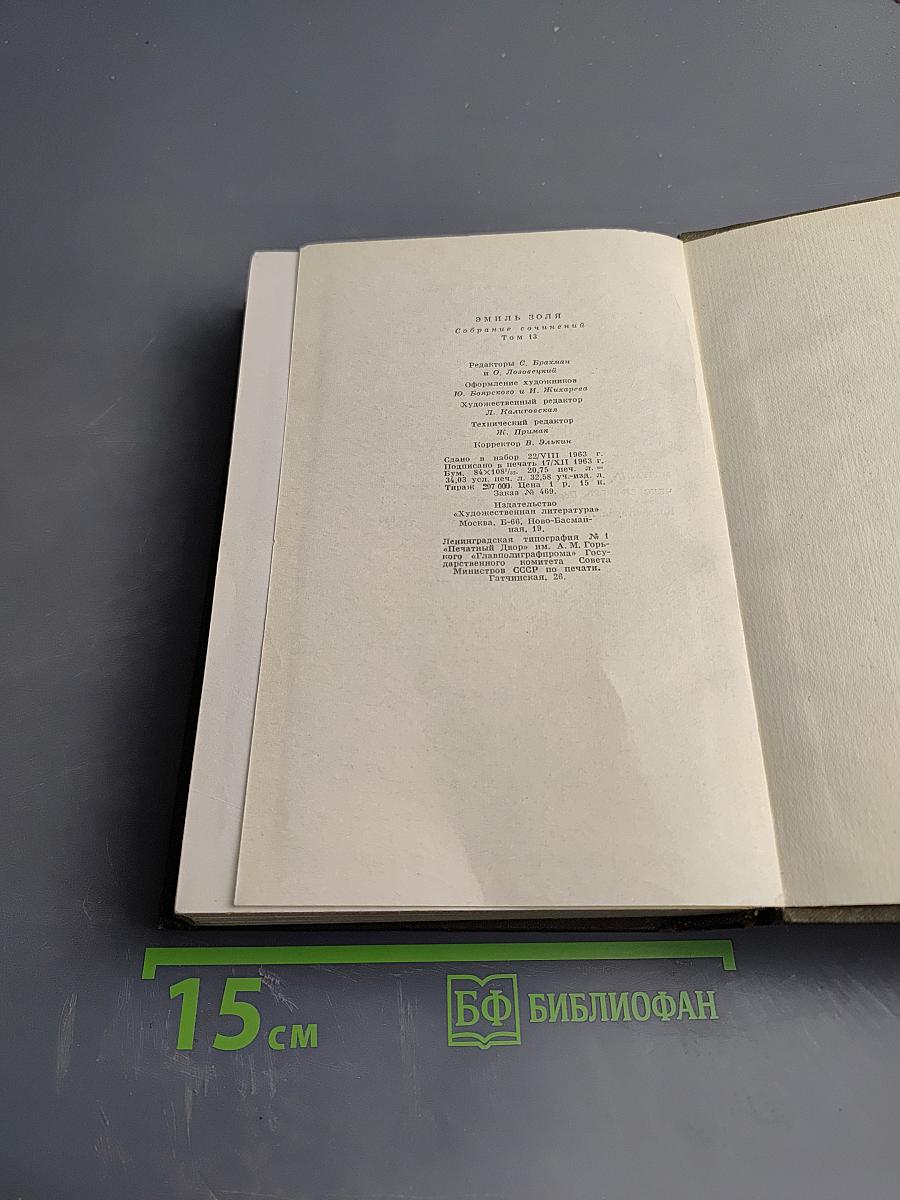 ЭМИЛЬ ЗОЛЯ
Собрание сочинений
Том 13
Редакторы С. Брахман
и О. Лозовецкий
Оформление художников
Ю. Боярского и И. Жихарева
Художественный редактор
Л. Калитовская
Технический редактор
Ж. Примак
Корректор В. Элькин
Сдано в набор 22/VIII 1963 г.
Подписано в печать 17/XII 1963 г.
Бум. 84×108¹/₃₂. 20,75 печ. л. =
34,03 усл. печ. л. 32,58 уч.-изд. л.
Тираж 297 000. Цена 1 р. 15 к.
Заказ № 469.
Издательство
«Художественная литература»
Москва, Б-66, Ново-Басман-
ная, 19.
Ленинградская типография № 1
«Печатный Двор» им. А. М. Горь-
кого «Главполиграфпрома» Госу-
дарственного комитета Совета
Министров СССР по печати.
Гатчинская, 26.
15 см
БФ БИБЛИОФАН